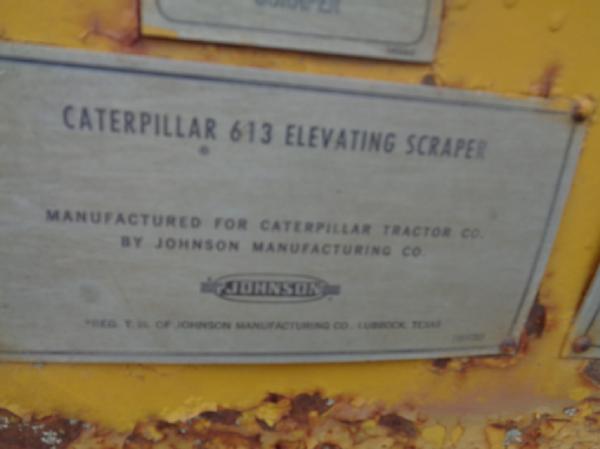 SCRAPER
CATERPILLAR 613 ELEVATING SCRAPER
®
MANUFACTURED FOR CATERPILLAR TRACTOR CO.
BY JOHNSON MANUFACTURING CO.
JOHNSON
*REG. T. M. OF JOHNSON MANUFACTURING CO., LUBBOCK, TEXAS